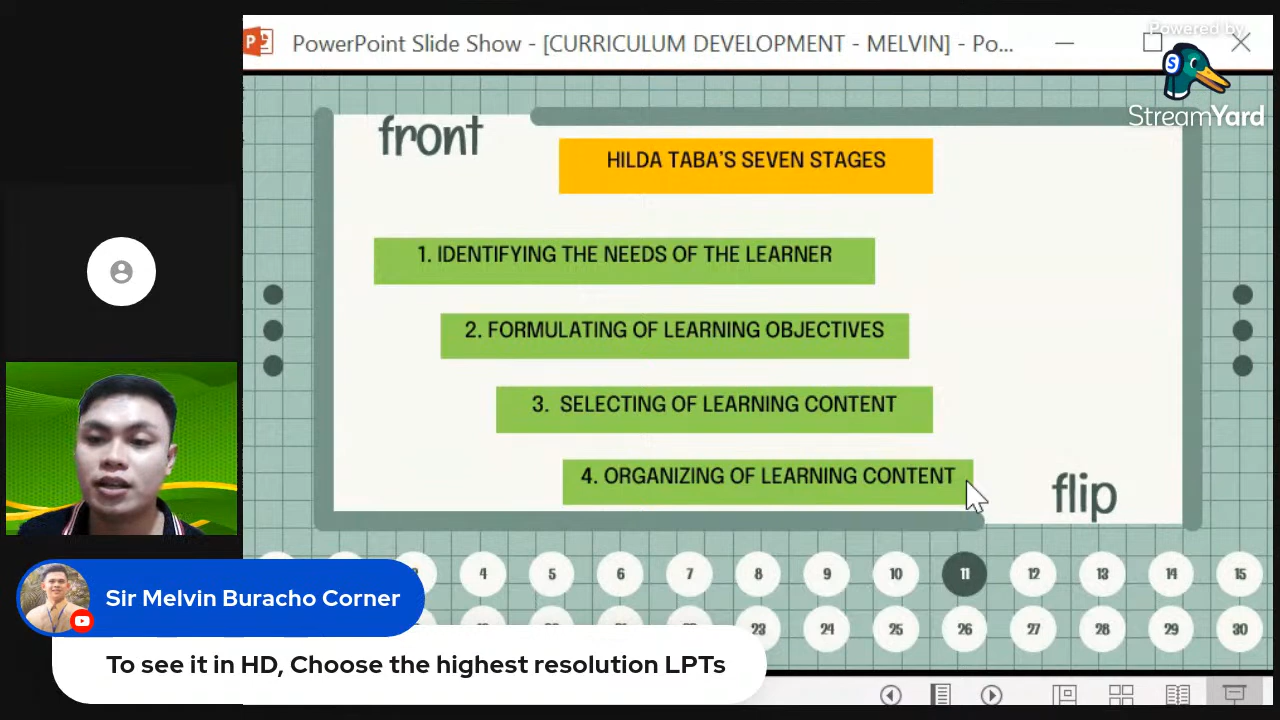 PowerPoint Slide Show - [CURRICULUM DEVELOPMENT - MELVIN] - Po...
Powered by
StreamYard
front
HILDA TABA'S SEVEN STAGES
1. IDENTIFYING THE NEEDS OF THE LEARNER
2. FORMULATING OF LEARNING OBJECTIVES
3. SELECTING OF LEARNING CONTENT
4. ORGANIZING OF LEARNING CONTENT
flip
4 5 6 7 8 9 10 11 12 13 14 15
23 24 25 26 27 28 29 30
Sir Melvin Buracho Corner
To see it in HD, Choose the highest resolution LPTs